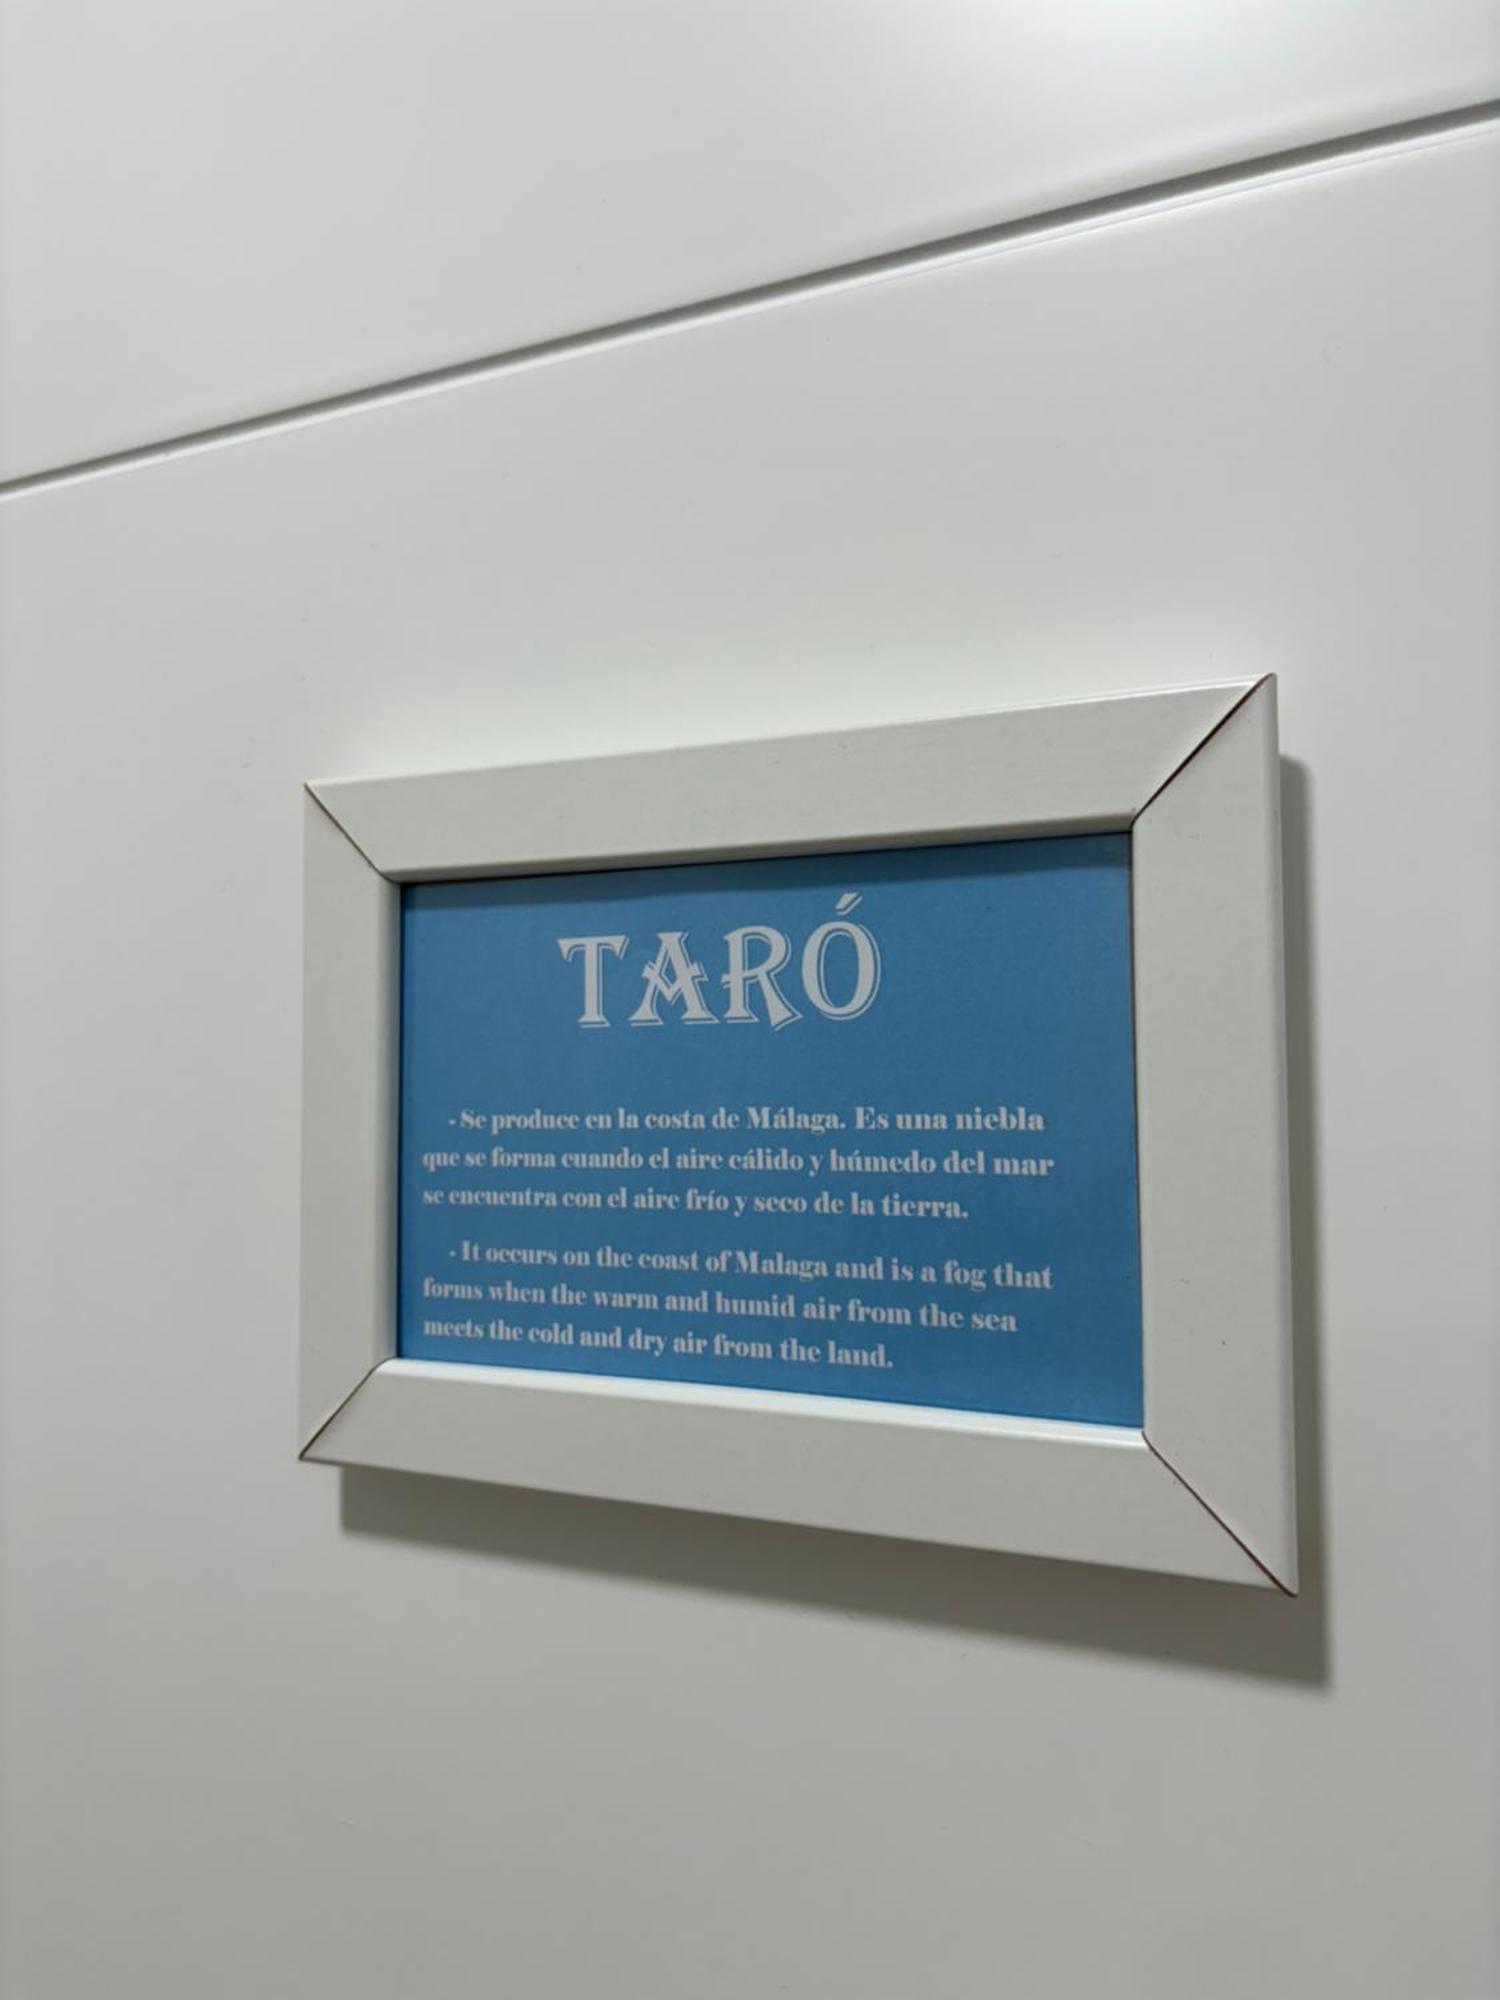 TARÓ
- Se produce en la costa de Málaga. Es una niebla
que se forma cuando el aire cálido y húmedo del mar
se encuentra con el aire frío y seco de la tierra.
- It occurs on the coast of Malaga and is a fog that
forms when the warm and humid air from the sea
meets the cold and dry air from the land.